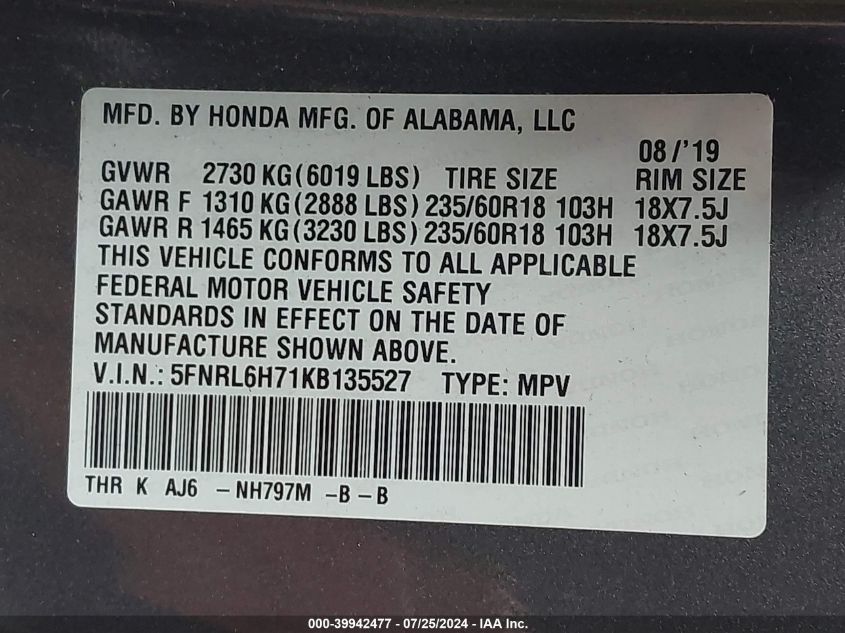 MFD. BY HONDA MFG. OF ALABAMA, LLC
08/'19
GVWR 2730 KG(6019 LBS) TIRE SIZE RIM SIZE
GAWR F 1310 KG(2888 LBS) 235/60R18 103H 18X7.5J
GAWR R 1465 KG(3230 LBS) 235/60R18 103H 18X7.5J
THIS VEHICLE CONFORMS TO ALL APPLICABLE
FEDERAL MOTOR VEHICLE SAFETY
STANDARDS IN EFFECT ON THE DATE OF
MANUFACTURE SHOWN ABOVE.
V.I.N.: 5FNRL6H71KB135527 TYPE: MPV
THR K AJ6 -NH797M -B-B
000-39942477 - 07/25/2024 - IAA Inc.